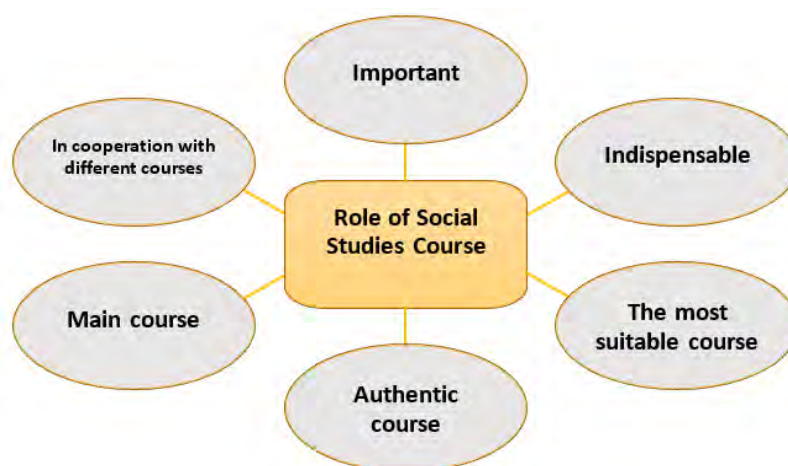 Important
In cooperation with
different courses
Indispensable
Role of Social
Studies Course
Main course
The most
suitable course
Authentic
course